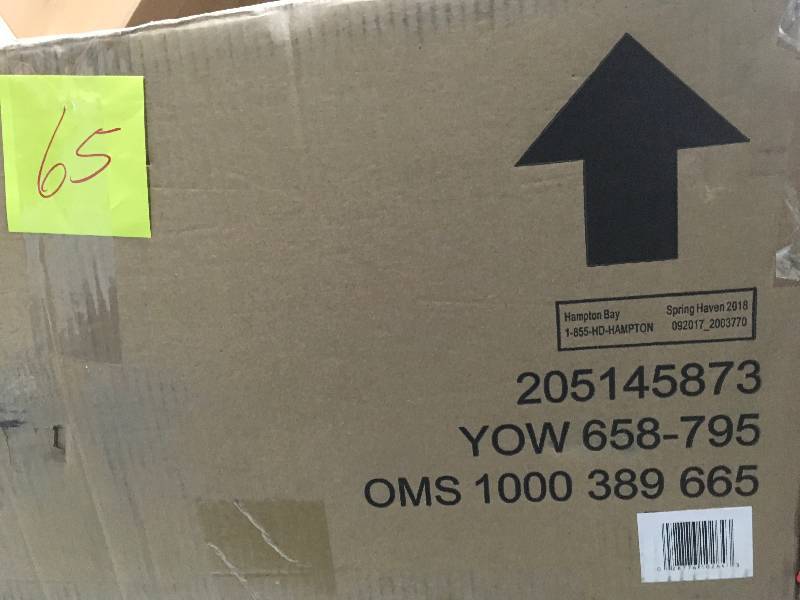 65
Hampton Bay Spring Haven 2018
1-855-HD-HAMPTON 092017_2003770
205145873
YOW 658-795
OMS 1000 389 665